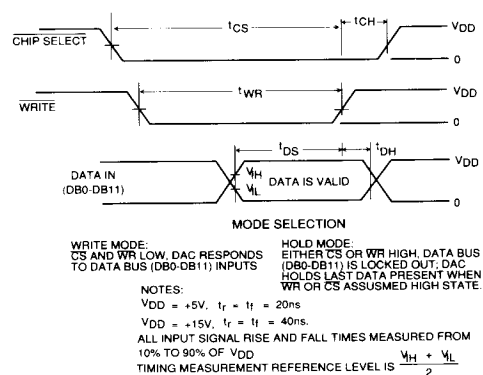 tCS
tCH
CHIP SELECT
VDD
0
tWR
WRITE
VDD
0
tDS
tDH
DATA IN
(DB0-DB11)
VIH
VIL
DATA IS VALID
VDD
0
MODE SELECTION
WRITE MODE:
CS AND WR LOW, DAC RESPONDS
TO DATA BUS (DB0-DB11) INPUTS
HOLD MODE:
EITHER CS OR WR HIGH, DATA BUS
(DB0-DB11) IS LOCKED OUT; DAC
HOLDS LAST DATA PRESENT WHEN
WR OR CS ASSUSMED HIGH STATE.
NOTES:
VDD = +5V, tr = tf = 20ns
VDD = +15V, tr = tf = 40ns.
ALL INPUT SIGNAL RISE AND FALL TIMES MEASURED FROM
10% TO 90% OF VDD
TIMING MEASUREMENT REFERENCE LEVEL IS VIH + VIL
2